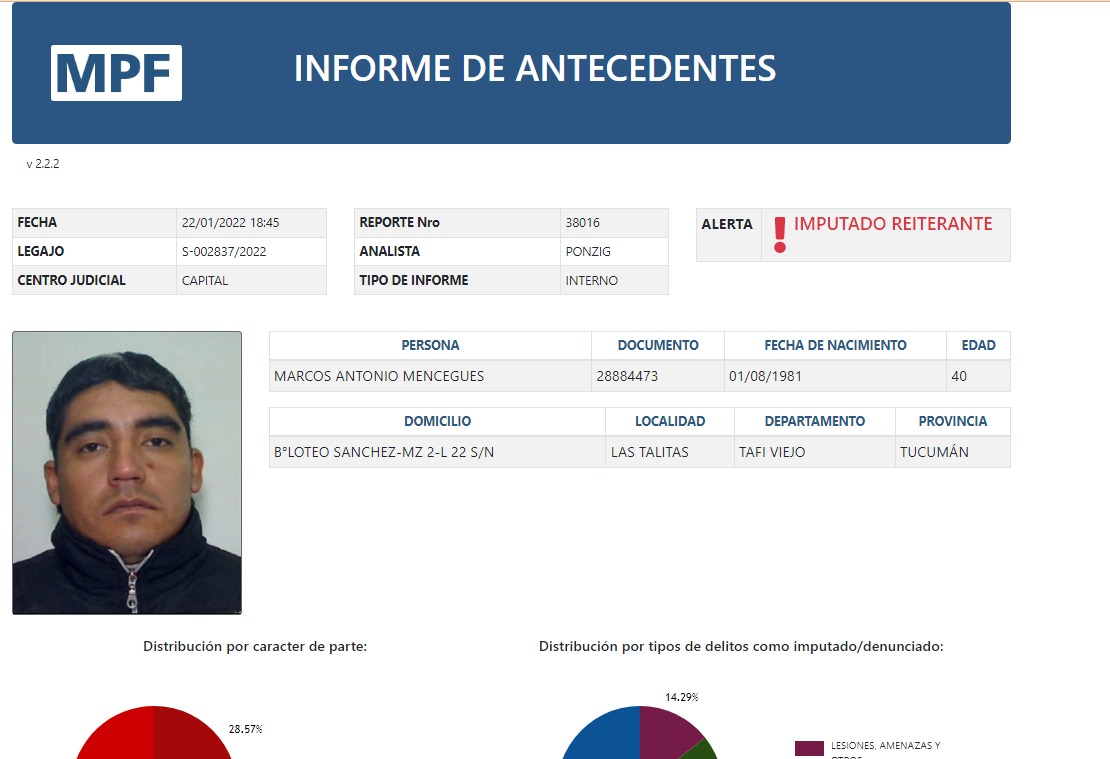 MPF
INFORME DE ANTECEDENTES
v 2.2.2
FECHA 22/01/2022 18:45
LEGAJO S-002837/2022
CENTRO JUDICIAL CAPITAL
REPORTE Nro 38016
ANALISTA PONZIG
TIPO DE INFORME INTERNO
ALERTA IMPUTADO REITERANTE
PERSONA DOCUMENTO FECHA DE NACIMIENTO EDAD
MARCOS ANTONIO MENCEGUES 28884473 01/08/1981 40
DOMICILIO LOCALIDAD DEPARTAMENTO PROVINCIA
B°LOTEO SANCHEZ-MZ 2-L 22 S/N LAS TALITAS TAFI VIEJO TUCUMÁN
Distribución por caracter de parte:
Distribución por tipos de delitos como imputado/denunciado:
28.57%
14.29%
LESIONES, AMENAZAS Y